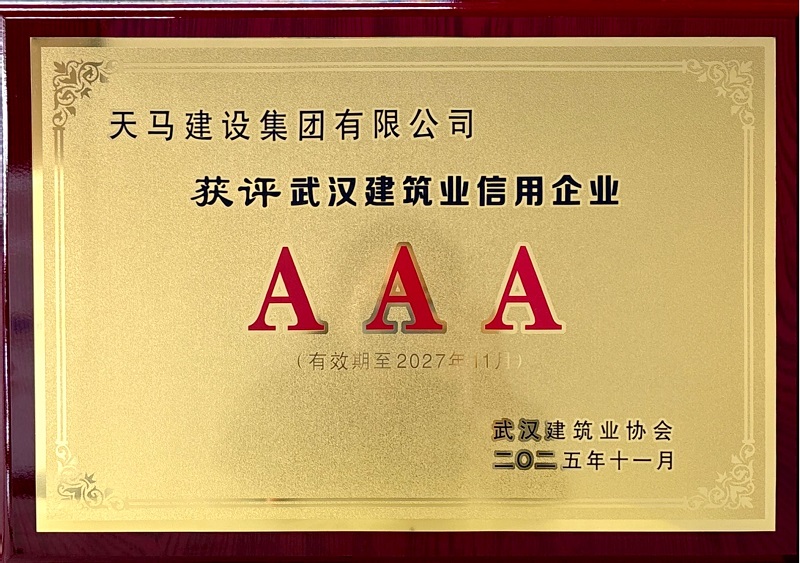 天马建设集团有限公司
获评武汉建筑业信用企业
AAA
(有效期至2027年11月)
武汉建筑业协会
二〇二五年十一月